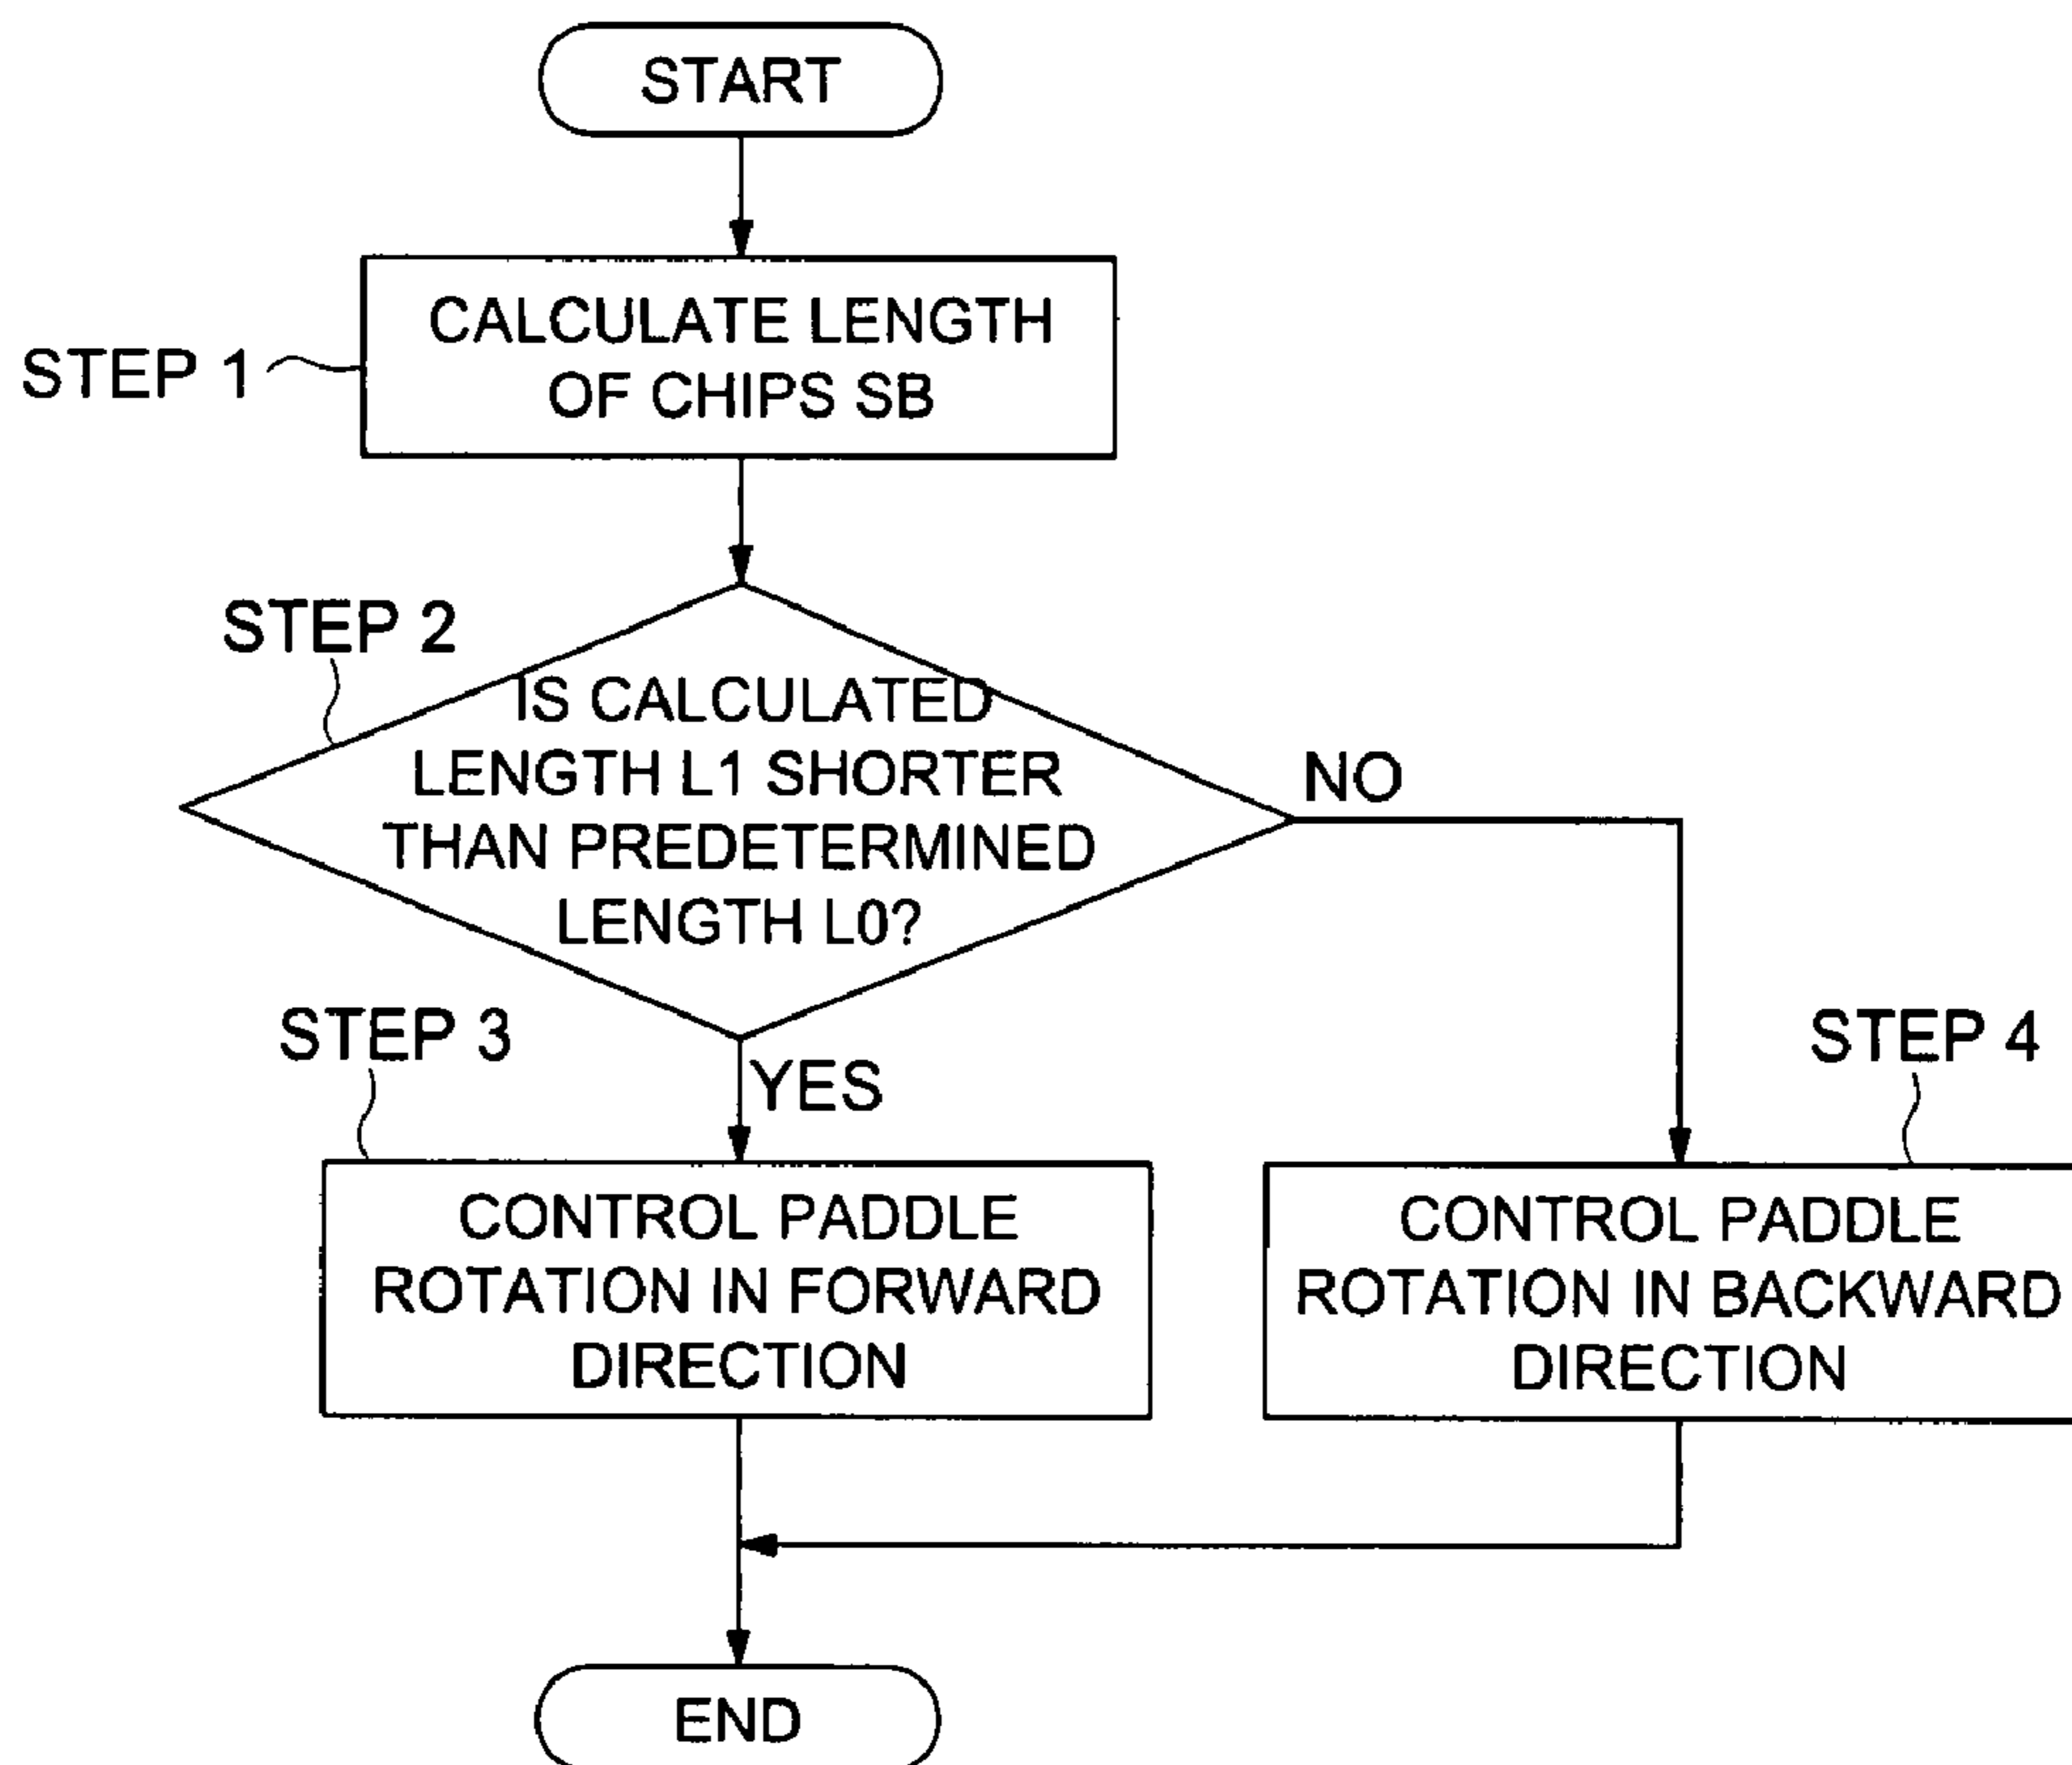 START
STEP 1
CALCULATE LENGTH
OF CHIPS SB
STEP 2
IS CALCULATED
LENGTH L1 SHORTER
THAN PREDETERMINED
LENGTH L0?
NO
YES
STEP 3
CONTROL PADDLE
ROTATION IN FORWARD
DIRECTION
STEP 4
CONTROL PADDLE
ROTATION IN BACKWARD
DIRECTION
END